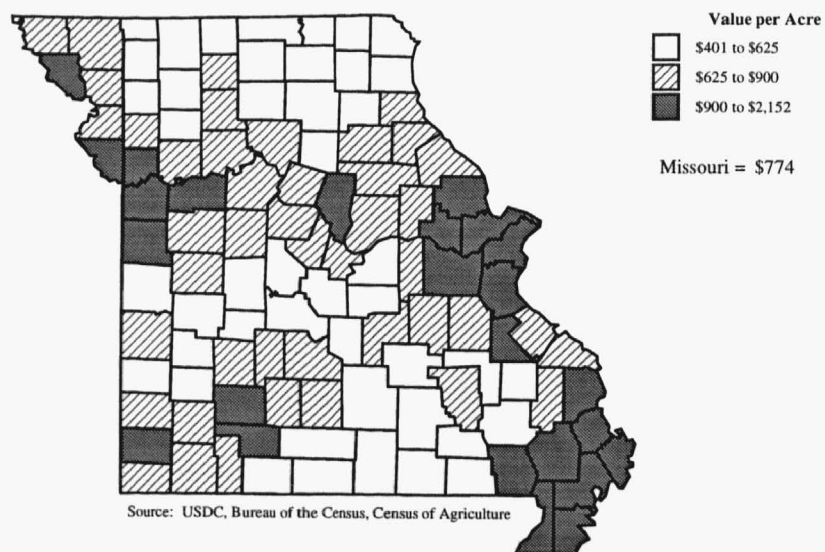 Value per Acre
$401 to $625
$625 to $900
$900 to $2,152
Missouri = $774
Source: USDC, Bureau of the Census, Census of Agriculture